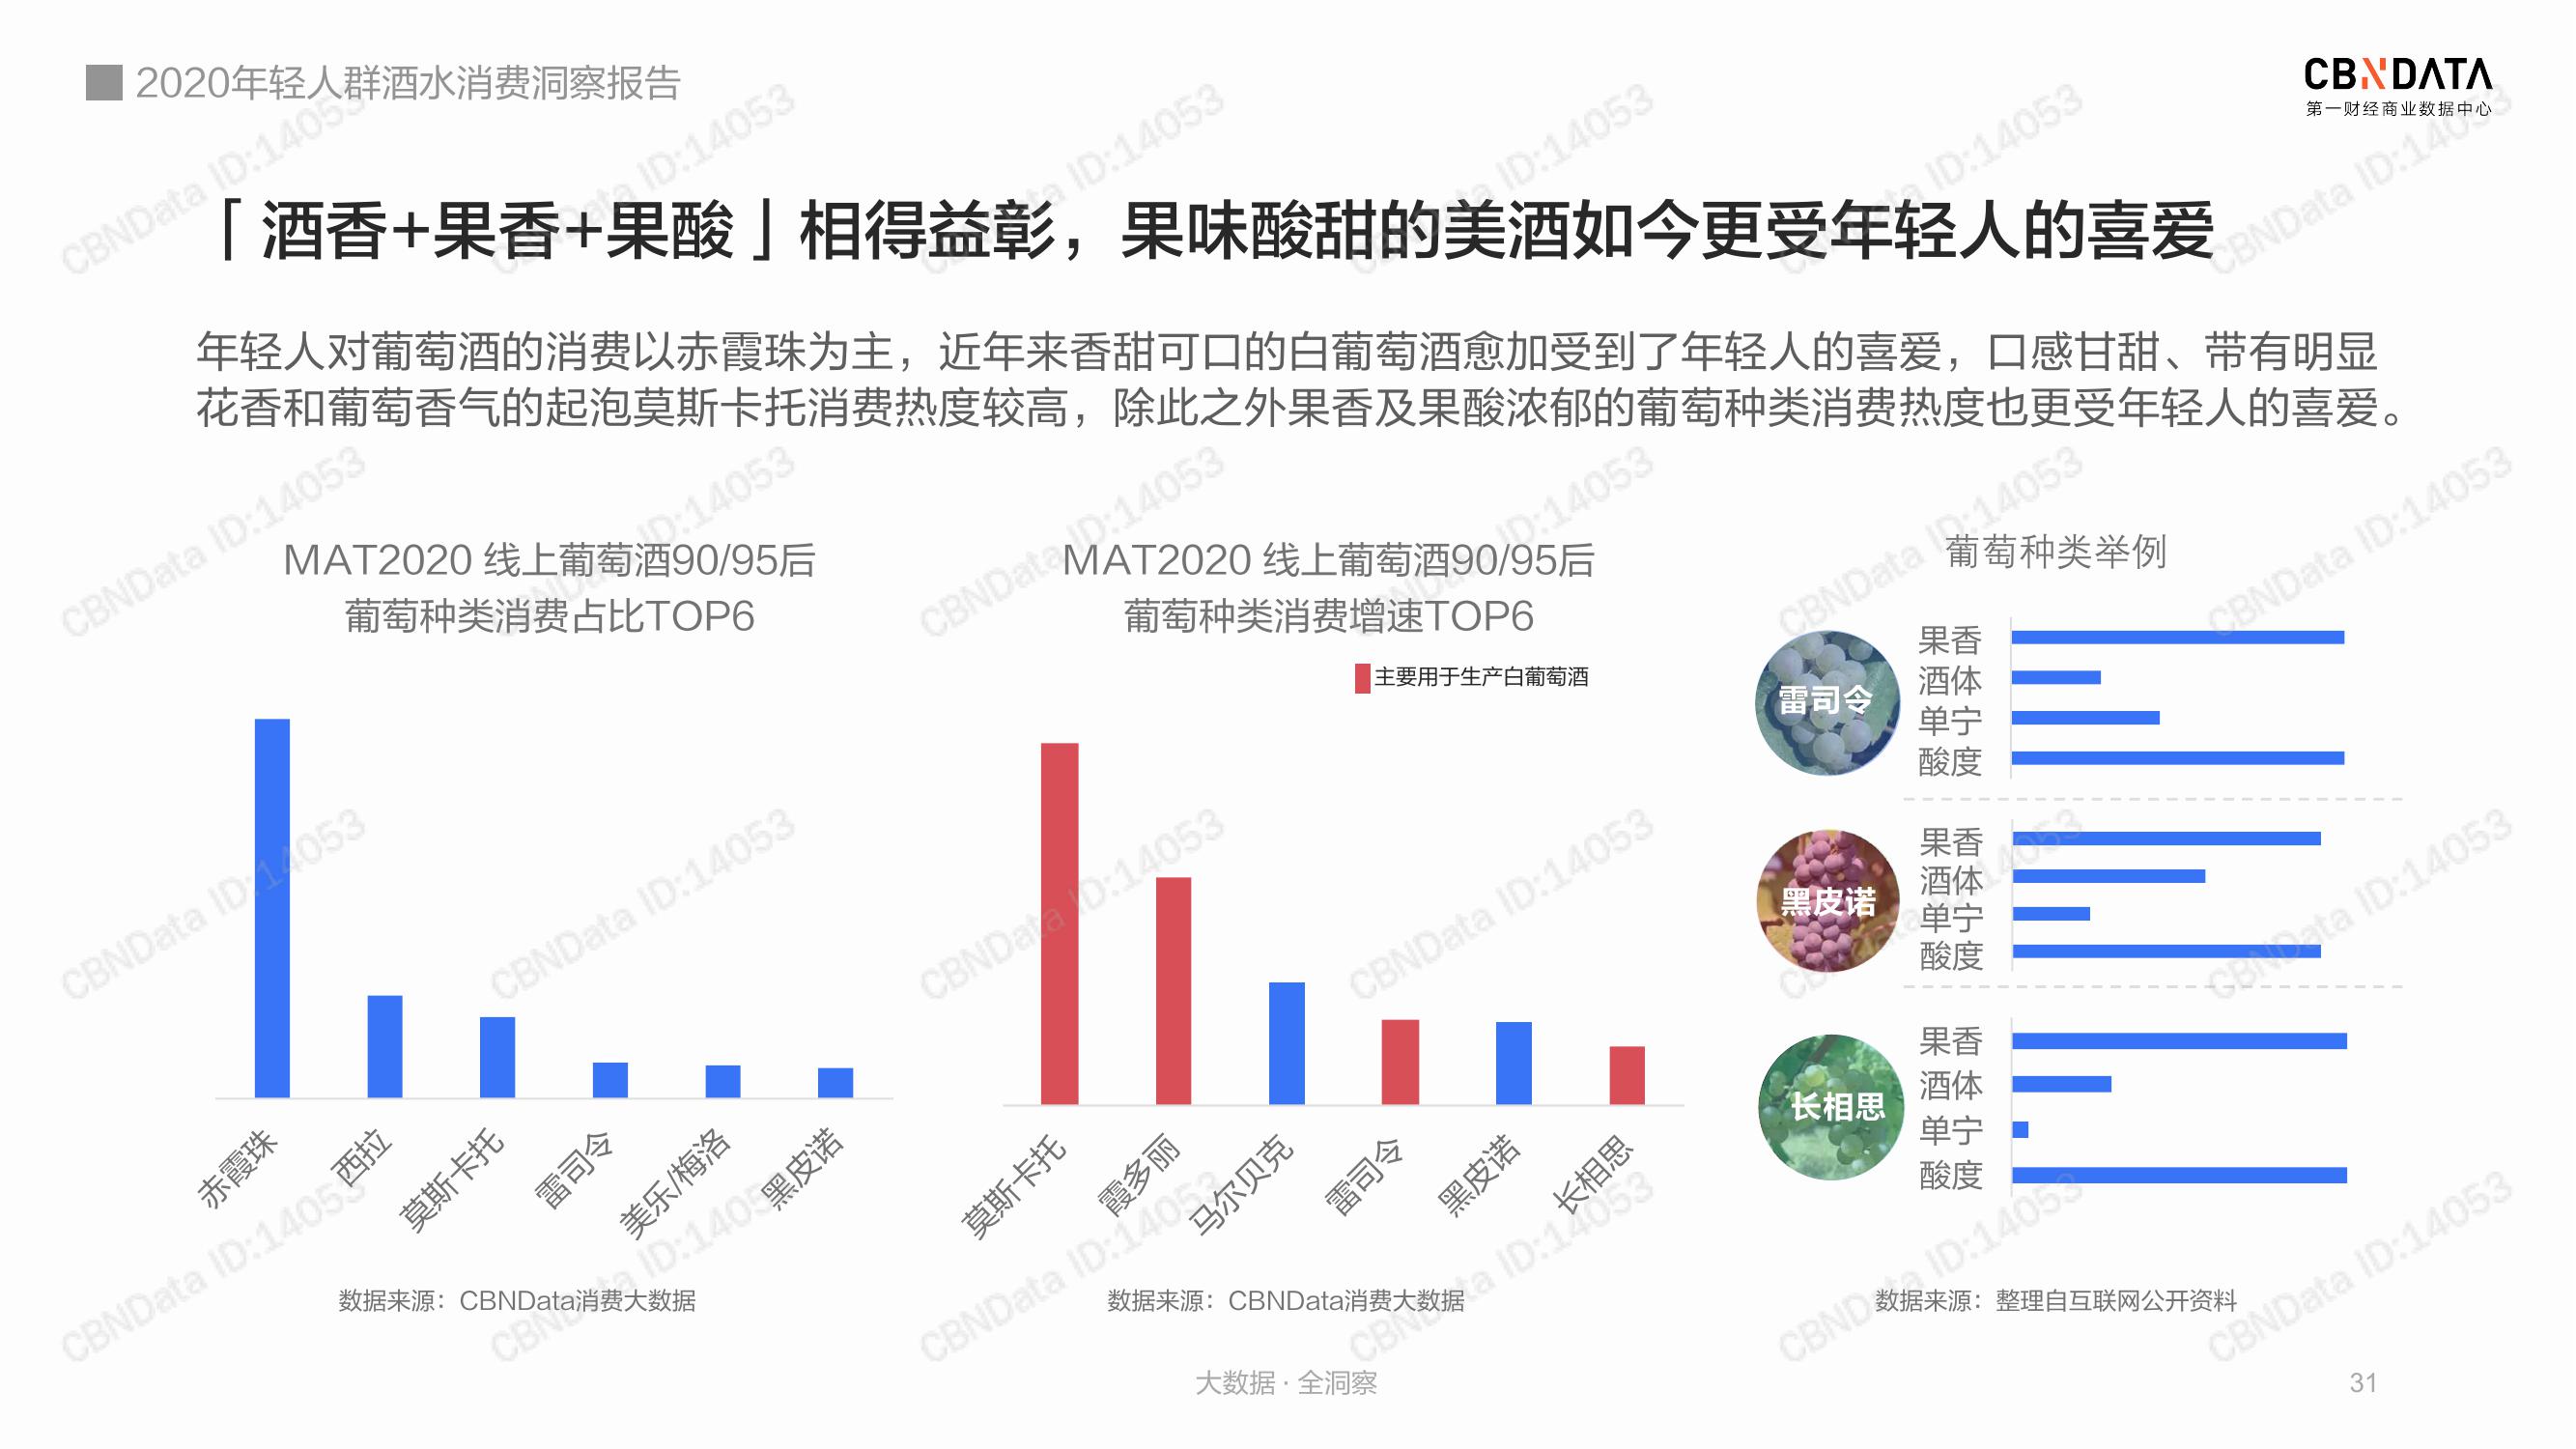 2020年轻人群酒水消费洞察报告
CBNDATA
第一财经商业数据中心
「酒香+果香+果酸」相得益彰，果味酸甜的美酒如今更受年轻人的喜爱
年轻人对葡萄酒的消费以赤霞珠为主，近年来香甜可口的白葡萄酒愈加受到了年轻人的喜爱，口感甘甜、带有明显
花香和葡萄香气的起泡莫斯卡托消费热度较高，除此之外果香及果酸浓郁的葡萄种类消费热度也更受年轻人的喜爱。
MAT2020 线上葡萄酒90/95后
葡萄种类消费占比TOP6
赤霞珠
西拉
莫斯卡托
雷司令
美乐/梅洛
黑皮诺
数据来源：CBNData消费大数据
MAT2020 线上葡萄酒90/95后
葡萄种类消费增速TOP6
主要用于生产白葡萄酒
莫斯卡托
霞多丽
马尔贝克
雷司令
黑皮诺
长相思
数据来源：CBNData消费大数据
葡萄种类举例
雷司令
果香
酒体
单宁
酸度
黑皮诺
果香
酒体
单宁
酸度
长相思
果香
酒体
单宁
酸度
数据来源：整理自互联网公开资料
大数据·全洞察
31
CBNData ID:14053